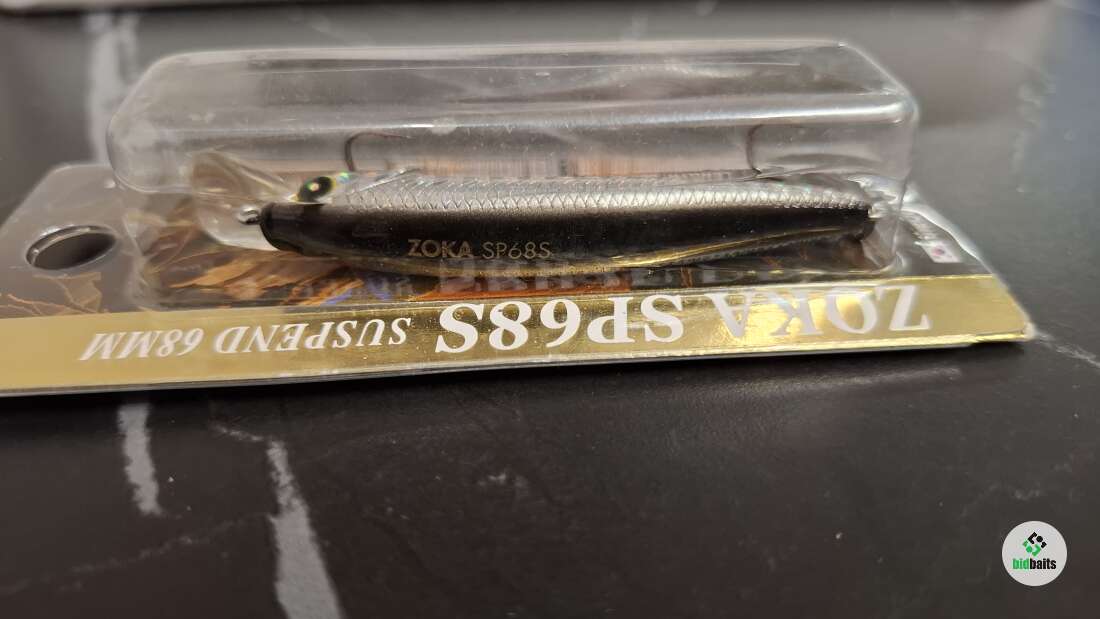 ZOKA SP68S
ZOKA SP68S SUSPEND 68MM
bidbaits